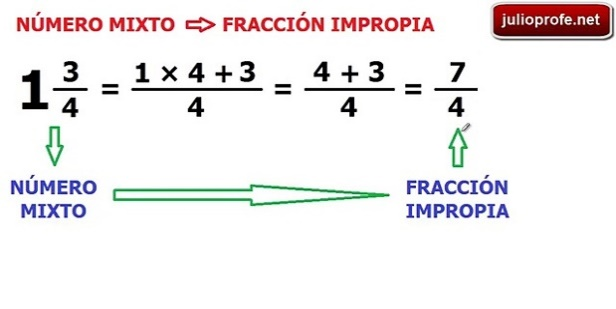 NÚMERO MIXTO ⇨ FRACCIÓN IMPROPIA
julioprofe.net
1 3/4 = (1 × 4 + 3)/4 = (4 + 3)/4 = 7/4
NÚMERO MIXTO
FRACCIÓN IMPROPIA